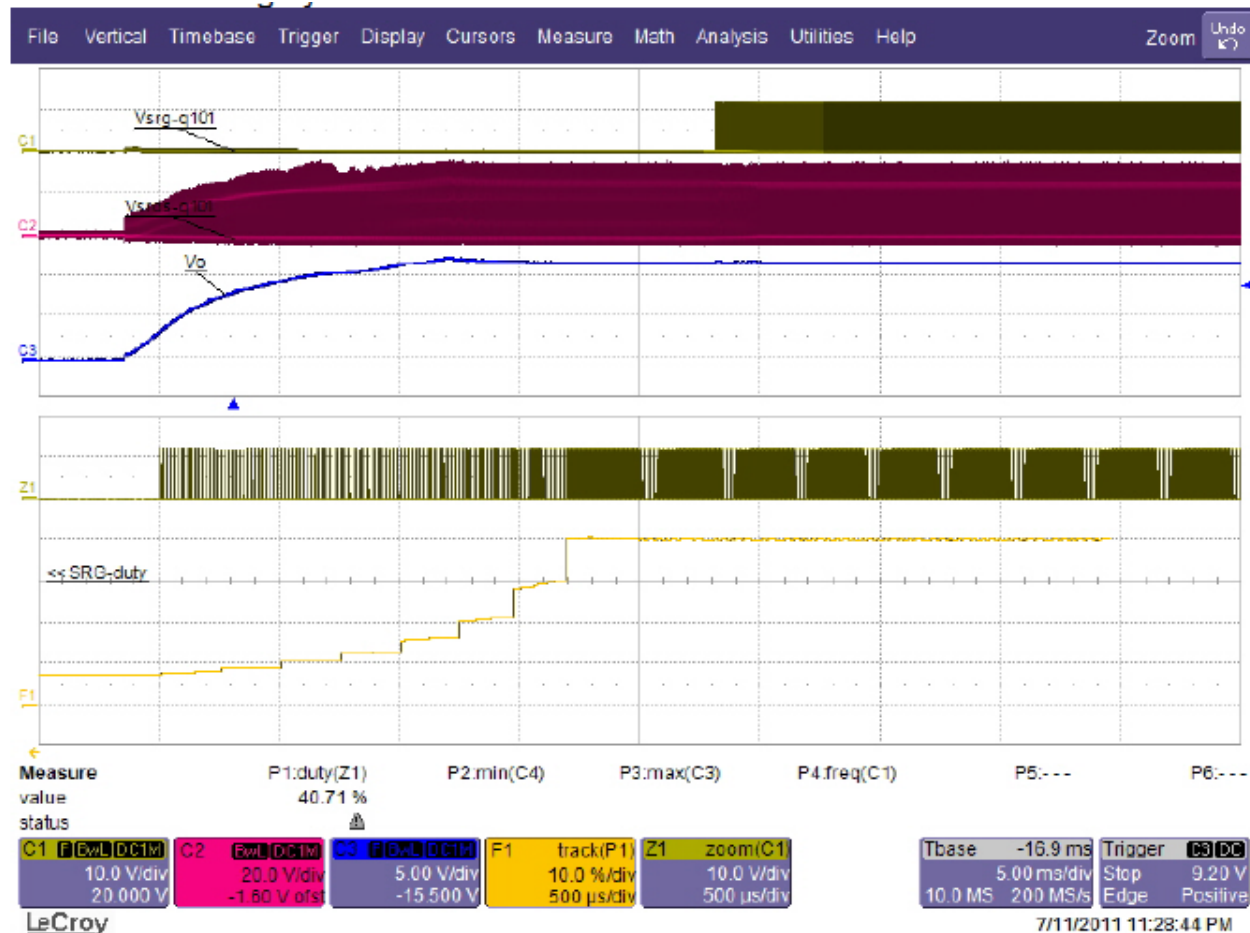 File Vertical Timebase Trigger Display Cursors Measure Math Analysis Utilities Help Zoom Undo
C1 Vsrg-q101
C2 Vsrds-q101
Vo
C3
Z1
<< SRG-duty
F1
Measure P1:duty(Z1) P2:min(C4) P3:max(C3) P4:freq(C1) P5:- - - P6:- - -
value 40.71 %
status
C1 F BwL DC1M C2 BwL DC1M C3 F BwL DC1M F1 track(P1) Z1 zoom(C1) Tbase -16.9 ms Trigger C3 DC
10.0 V/div 20.0 V/div 5.00 V/div 10.0 %/div 10.0 V/div 5.00 ms/div Stop 9.20 V
20.000 V -1.60 V ofst -15.500 V 500 µs/div 500 µs/div 10.0 MS 200 MS/s Edge Positive
LeCroy 7/11/2011 11:28:44 PM